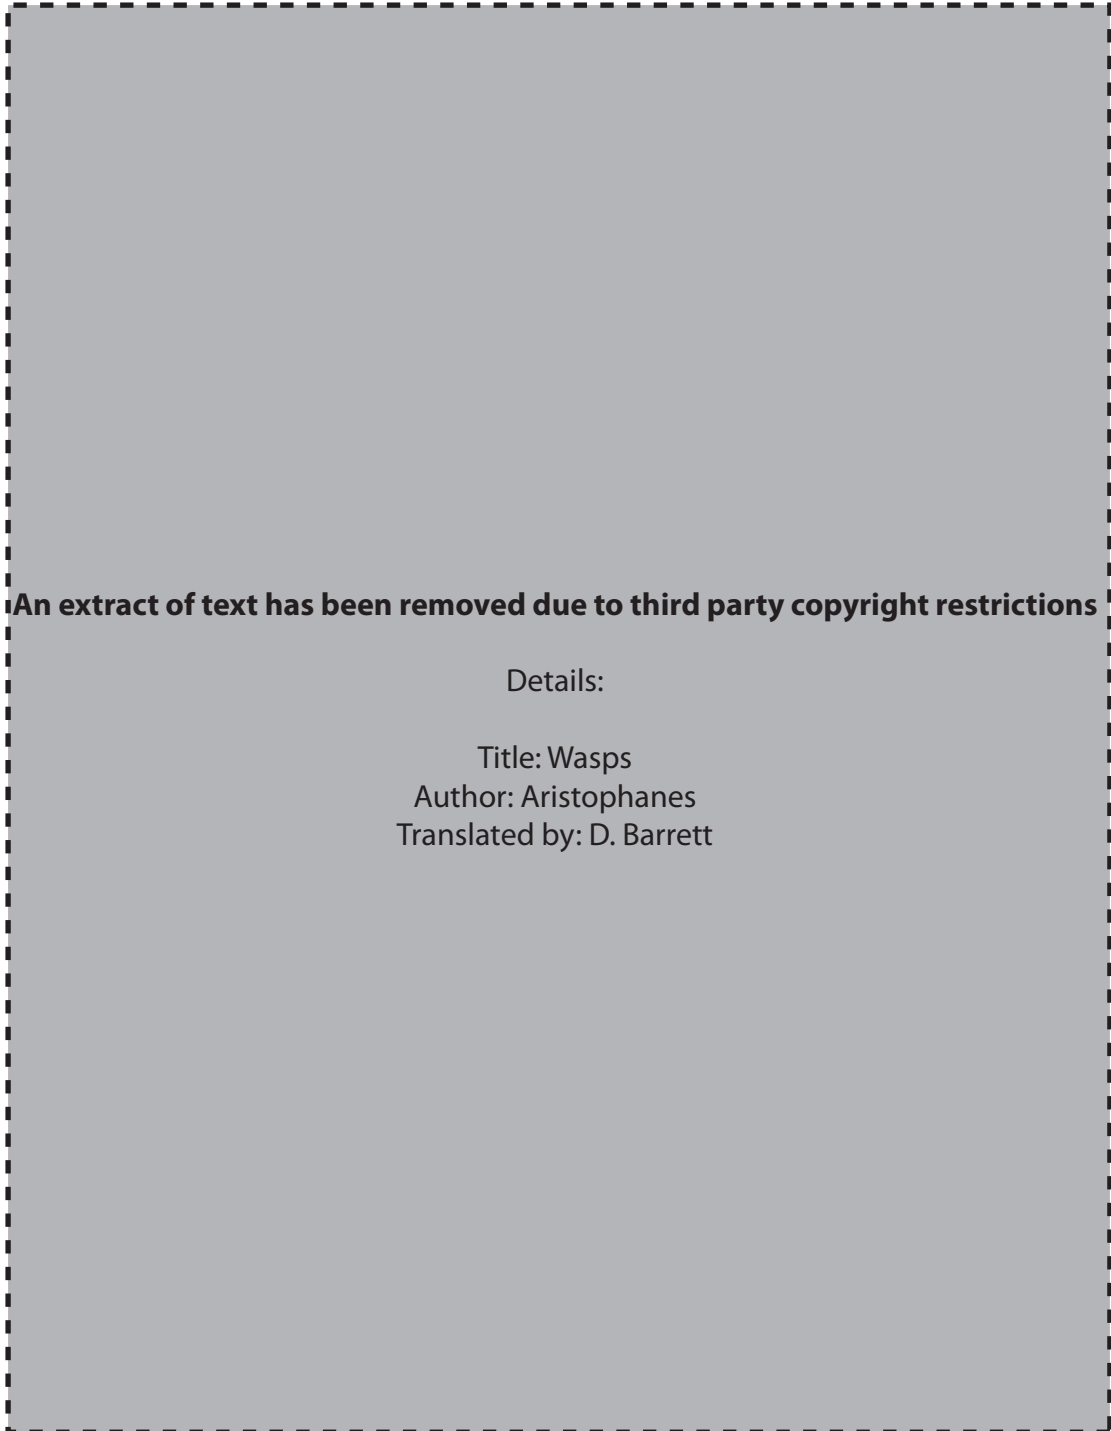 An extract of text has been removed due to third party copyright restrictions
Details:
Title: Wasps
Author: Aristophanes
Translated by: D. Barrett